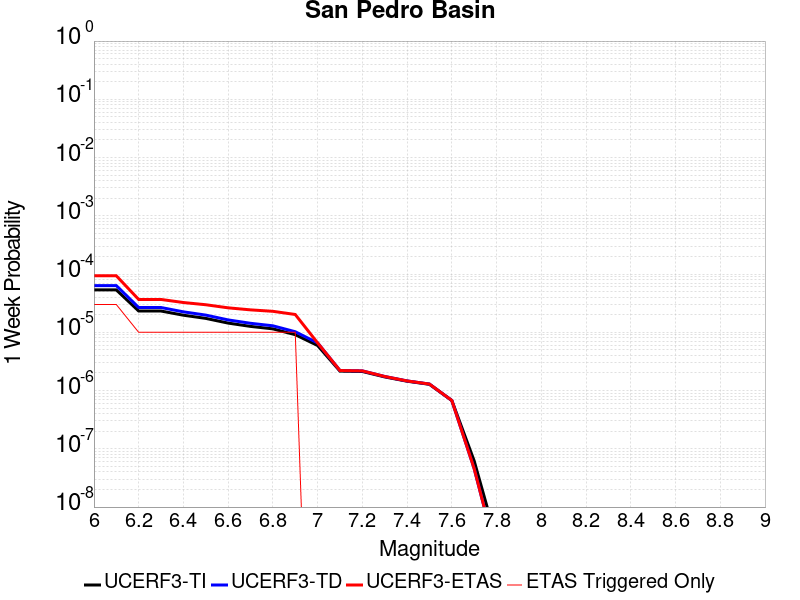 San Pedro Basin
10^0
10^-1
10^-2
10^-3
10^-4
10^-5
10^-6
10^-7
10^-8
1 Week Probability
6 6.2 6.4 6.6 6.8 7 7.2 7.4 7.6 7.8 8 8.2 8.4 8.6 8.8 9
Magnitude
UCERF3-TI UCERF3-TD UCERF3-ETAS ETAS Triggered Only